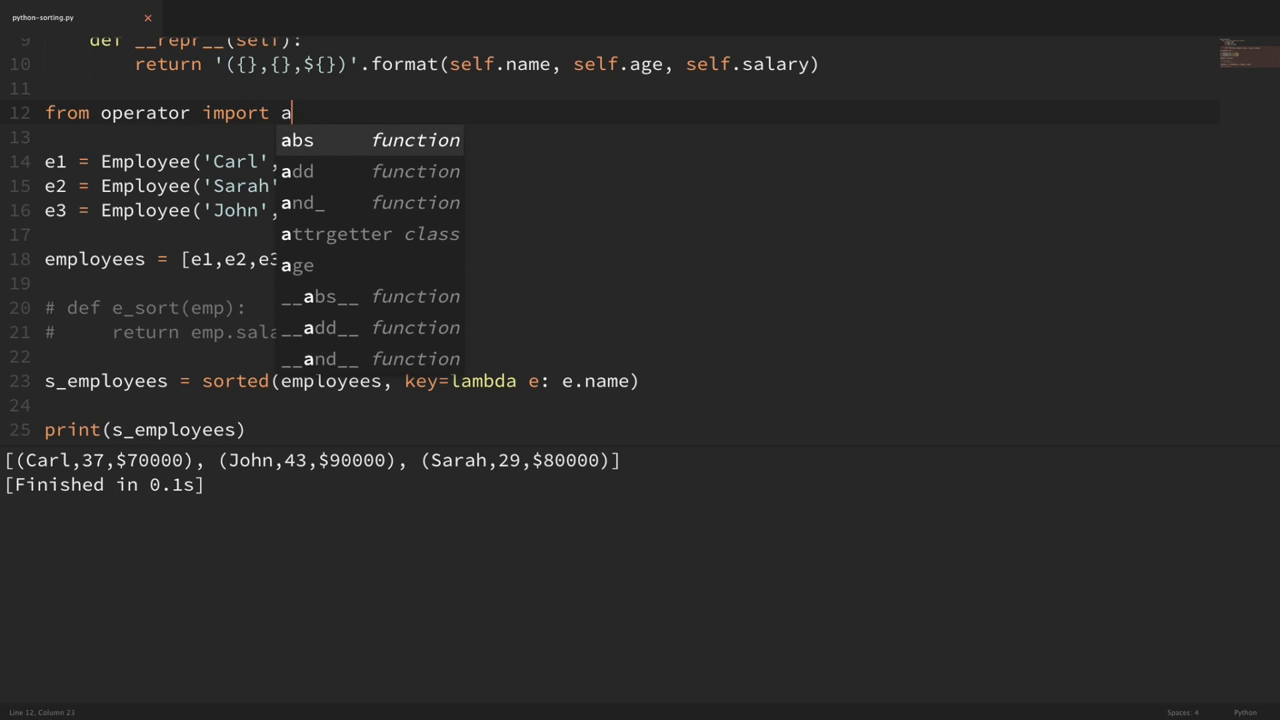 python-sorting.py ×
9     def __repr__(self):
10         return '({},{},${})'.format(self.name, self.age, self.salary)
11
12 from operator import a
13 abs function
14 e1 = Employee('Carl', add function
15 e2 = Employee('Sarah' and_ function
16 e3 = Employee('John', attrgetter class
17
18 employees = [e1,e2,e3 age
19 __abs__ function
20 # def e_sort(emp): __add__ function
21 #     return emp.sala __and__ function
22
23 s_employees = sorted(employees, key=lambda e: e.name)
24
25 print(s_employees)
[(Carl,37,$70000), (John,43,$90000), (Sarah,29,$80000)]
[Finished in 0.1s]
Line 12, Column 23 Spaces: 4 Python